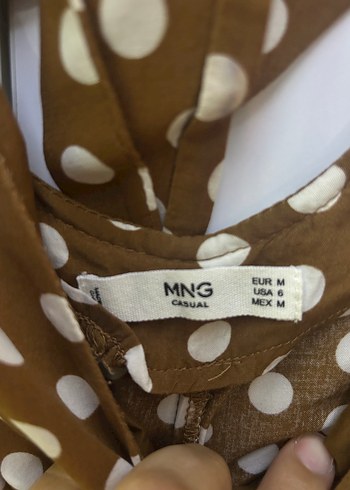 MNG
CASUAL
EUR M
USA 6
MEX M